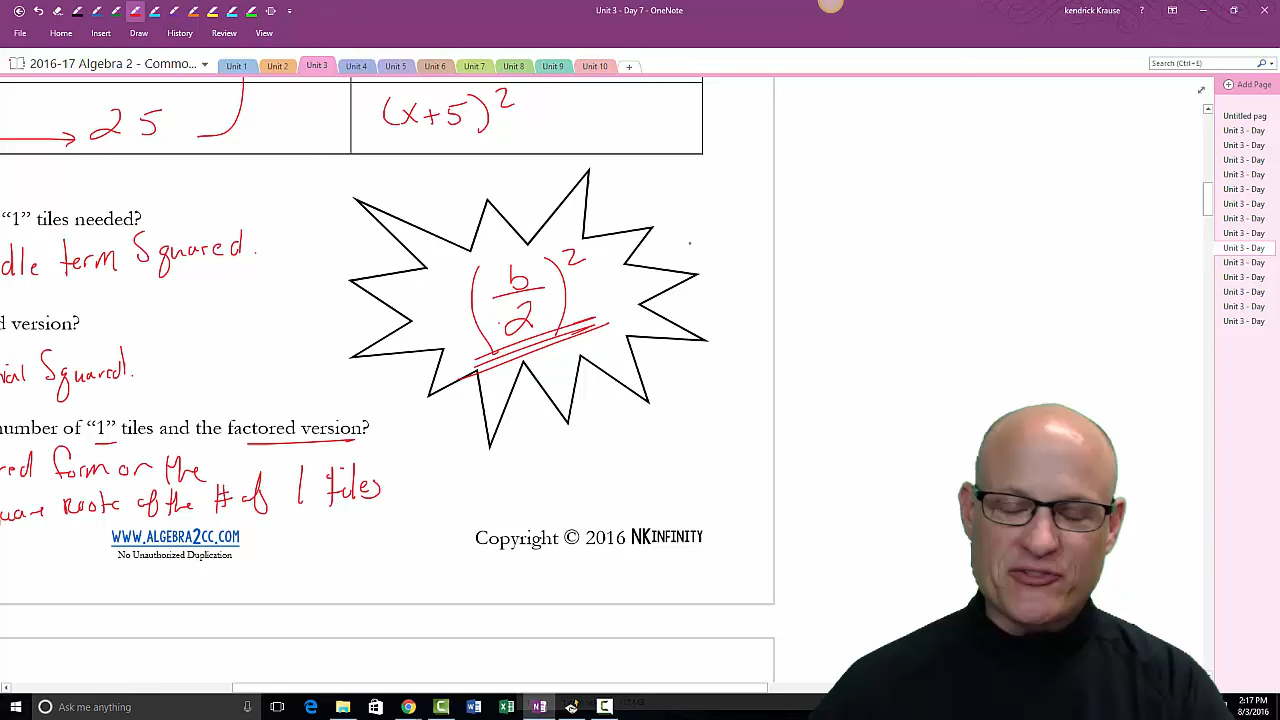 Unit 3 - Day 7 - OneNote
kendrick Krause ?
File Home Insert Draw History Review View
2016-17 Algebra 2 - Commo... Unit 1 Unit 2 Unit 3 Unit 4 Unit 5 Unit 6 Unit 7 Unit 8 Unit 9 Unit 10 +
Search (Ctrl+E)
Add Page
Untitled pag
Unit 3 - Day
Unit 3 - Day
Unit 3 - Day
Unit 3 - Day
Unit 3 - Day
Unit 3 - Day
Unit 3 - Day
Unit 3 - Day
Unit 3 - Day
Unit 3 - Day
Unit 3 - Day
Unit 3 - Day
Unit 3 - Day
Unit 3 - Day
25
(x+5)²
"1" tiles needed?
dle term Squared.
(b/2)²
d version?
ial Squared.
number of "1" tiles and the factored version?
red form on the
uare roote of the # of 1 tiles
WWW.ALGEBRA2CC.COM
No Unauthorized Duplication
Copyright © 2016 NKINFINITY
Ask me anything
2:17 PM
8/3/2016